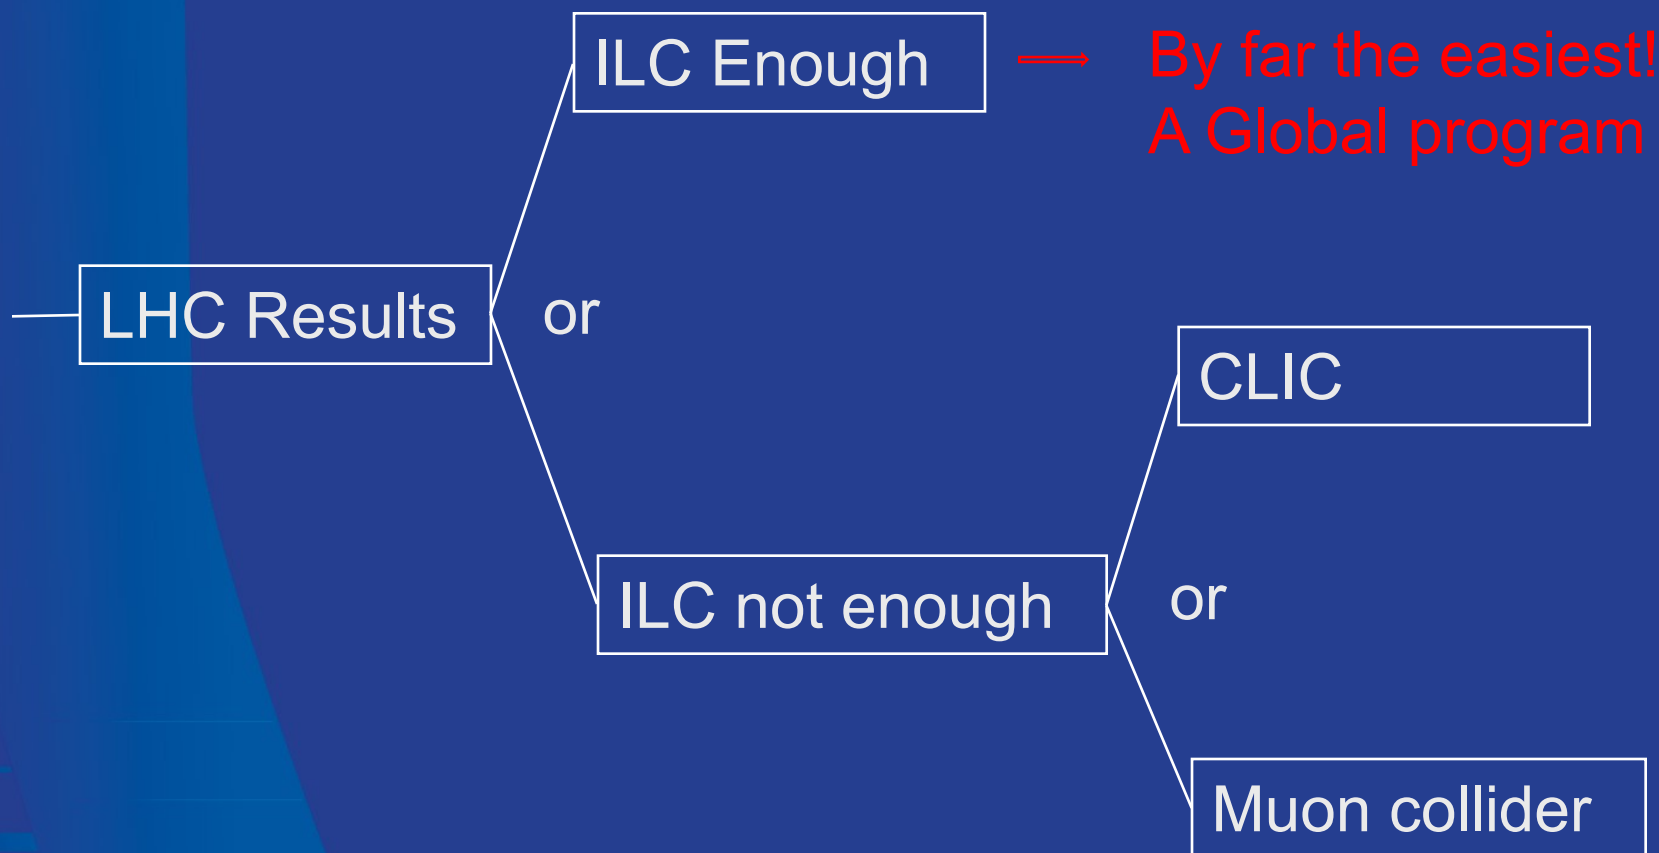 ILC Enough
By far the easiest!
A Global program
LHC Results
or
CLIC
ILC not enough
or
Muon collider